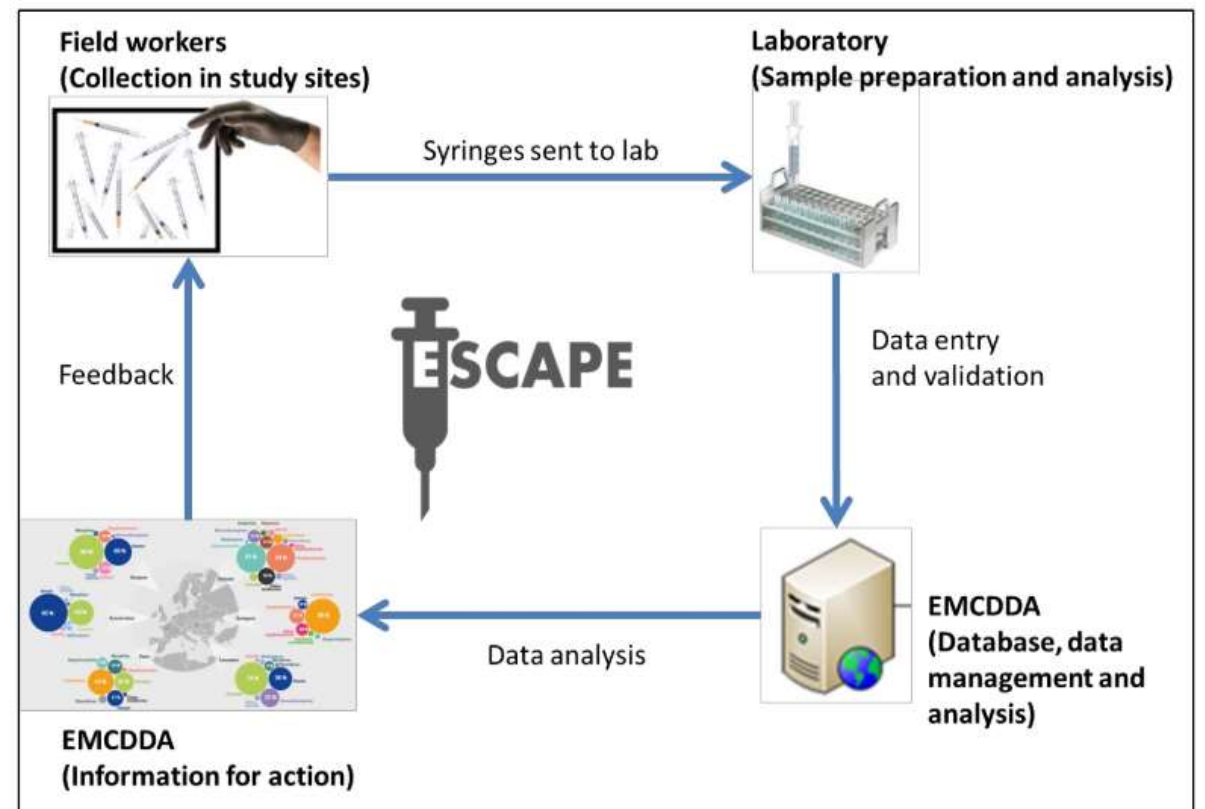 Field workers
(Collection in study sites)
Laboratory
(Sample preparation and analysis)
Syringes sent to lab
Feedback
ESCAPE
Data entry
and validation
Data analysis
EMCDDA
(Database, data
management and
analysis)
EMCDDA
(Information for action)